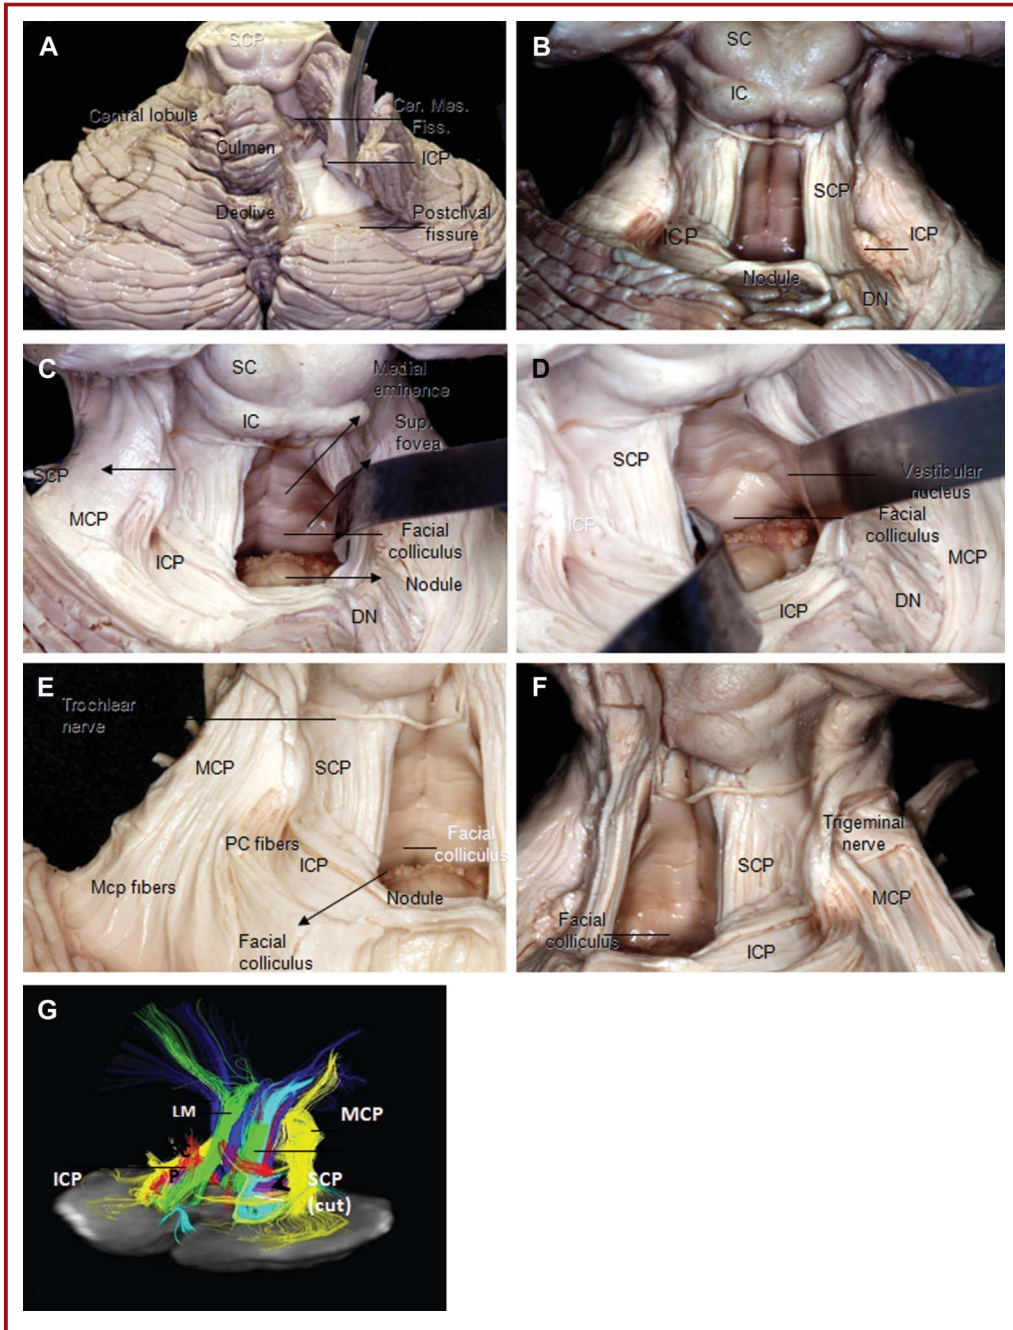 A
SCP
Central lobule
Cer. Mes.
Fiss.
Culmen
ICP
Declive
Postclival
fissure
B
SC
IC
SCP
ICP
ICP
Nodule
DN
C
SC
Medial
eminence
IC
Sup.
fovea
SCP
MCP
ICP
Facial
colliculus
Nodule
DN
D
SCP
Vestibular
nucleus
ICP
Facial
colliculus
MCP
DN
ICP
E
Trochlear
nerve
MCP
SCP
PC fibers
Facial
colliculus
ICP
Mcp fibers
Nodule
Facial
colliculus
F
Trigeminal
nerve
SCP
MCP
Facial
colliculus
ICP
G
LM
MCP
C
P
ICP
SCP
(cut)